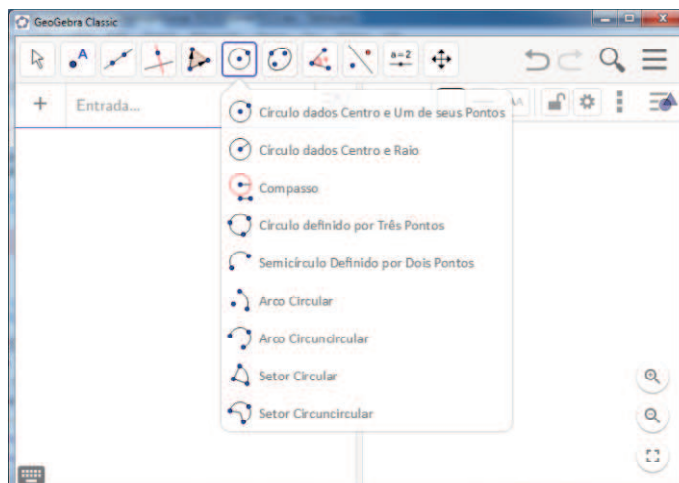 GeoGebra Classic
A
a=2
+ Entrada...
AA
Círculo dados Centro e Um de seus Pontos
Círculo dados Centro e Raio
Compasso
Círculo definido por Três Pontos
Semicírculo Definido por Dois Pontos
Arco Circular
Arco Circuncircular
Setor Circular
Setor Circuncircular